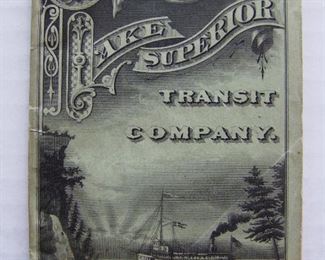 LAKE
SUPERIOR
TRANSIT
COMPANY.